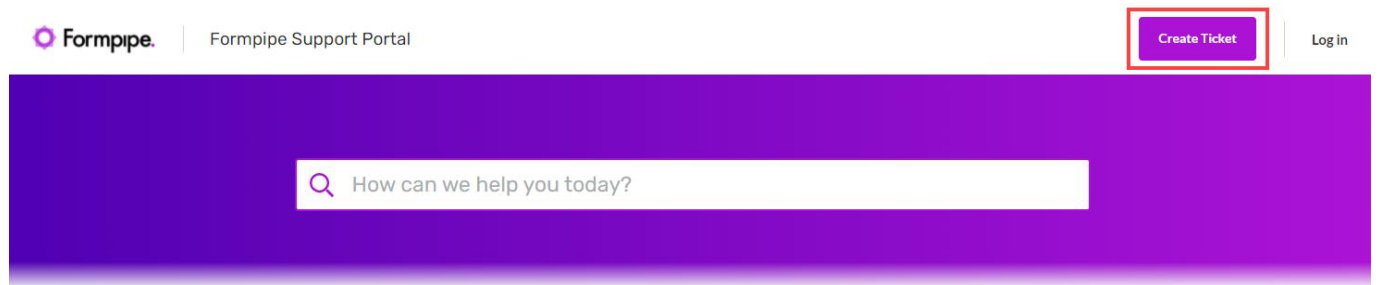 Formpipe. Formpipe Support Portal Create Ticket Log in
How can we help you today?